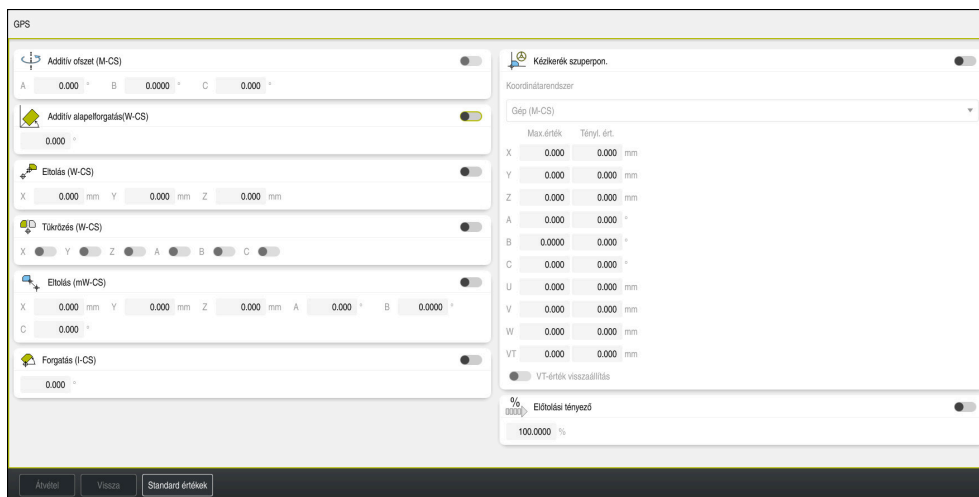 GPS
Additív ofszet (M-CS)
A 0.000 ° B 0.0000 ° C 0.000 °
Additív alapelforgatás(W-CS)
0.000 °
Eltolás (W-CS)
X 0.000 mm Y 0.000 mm Z 0.000 mm
Tükrözés (W-CS)
X Y Z A B C
Eltolás (mW-CS)
X 0.000 mm Y 0.000 mm Z 0.000 mm A 0.000 ° B 0.0000 °
C 0.000 °
Forgatás (I-CS)
0.000 °
Kézikerék szuperpon.
Koordinátarendszer
Gép (M-CS)
Max.érték Tényl. ért.
X 0.000 0.000 mm
Y 0.000 0.000 mm
Z 0.000 0.000 mm
A 0.000 0.000 °
B 0.0000 0.000 °
C 0.000 0.000 °
U 0.000 0.000 mm
V 0.000 0.000 mm
W 0.000 0.000 mm
VT 0.000 0.000 mm
VT-érték visszaállítás
% Előtolási tényező
100.0000 %
Átvétel Vissza Standard értékek